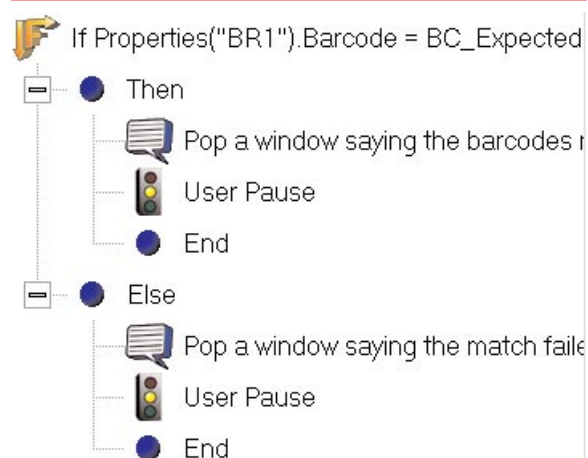 IF If Properties("BR1").Barcode = BC_Expected
Then
Pop a window saying the barcodes
User Pause
End
Else
Pop a window saying the match
User Pause
End